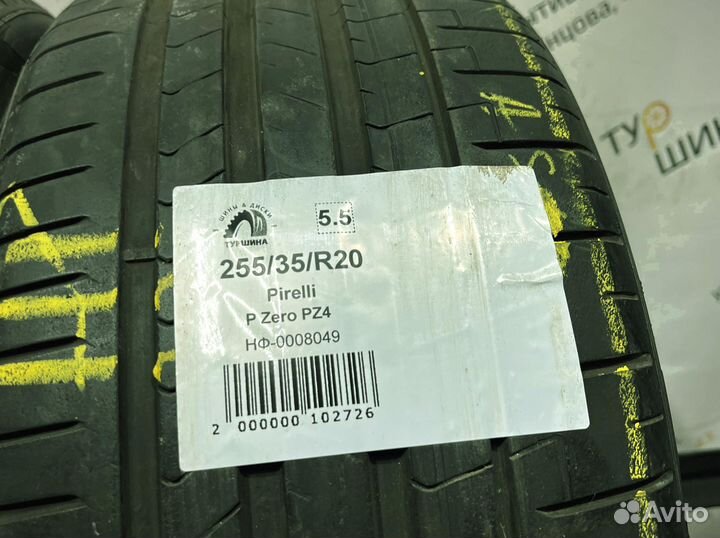 ШИНЫ & ДИСКИ
ТУРШИНА
5.5
255/35/R20
Pirelli
P Zero PZ4
НФ-0008049
2 000000 102726
ТУР
ШИН
Avito